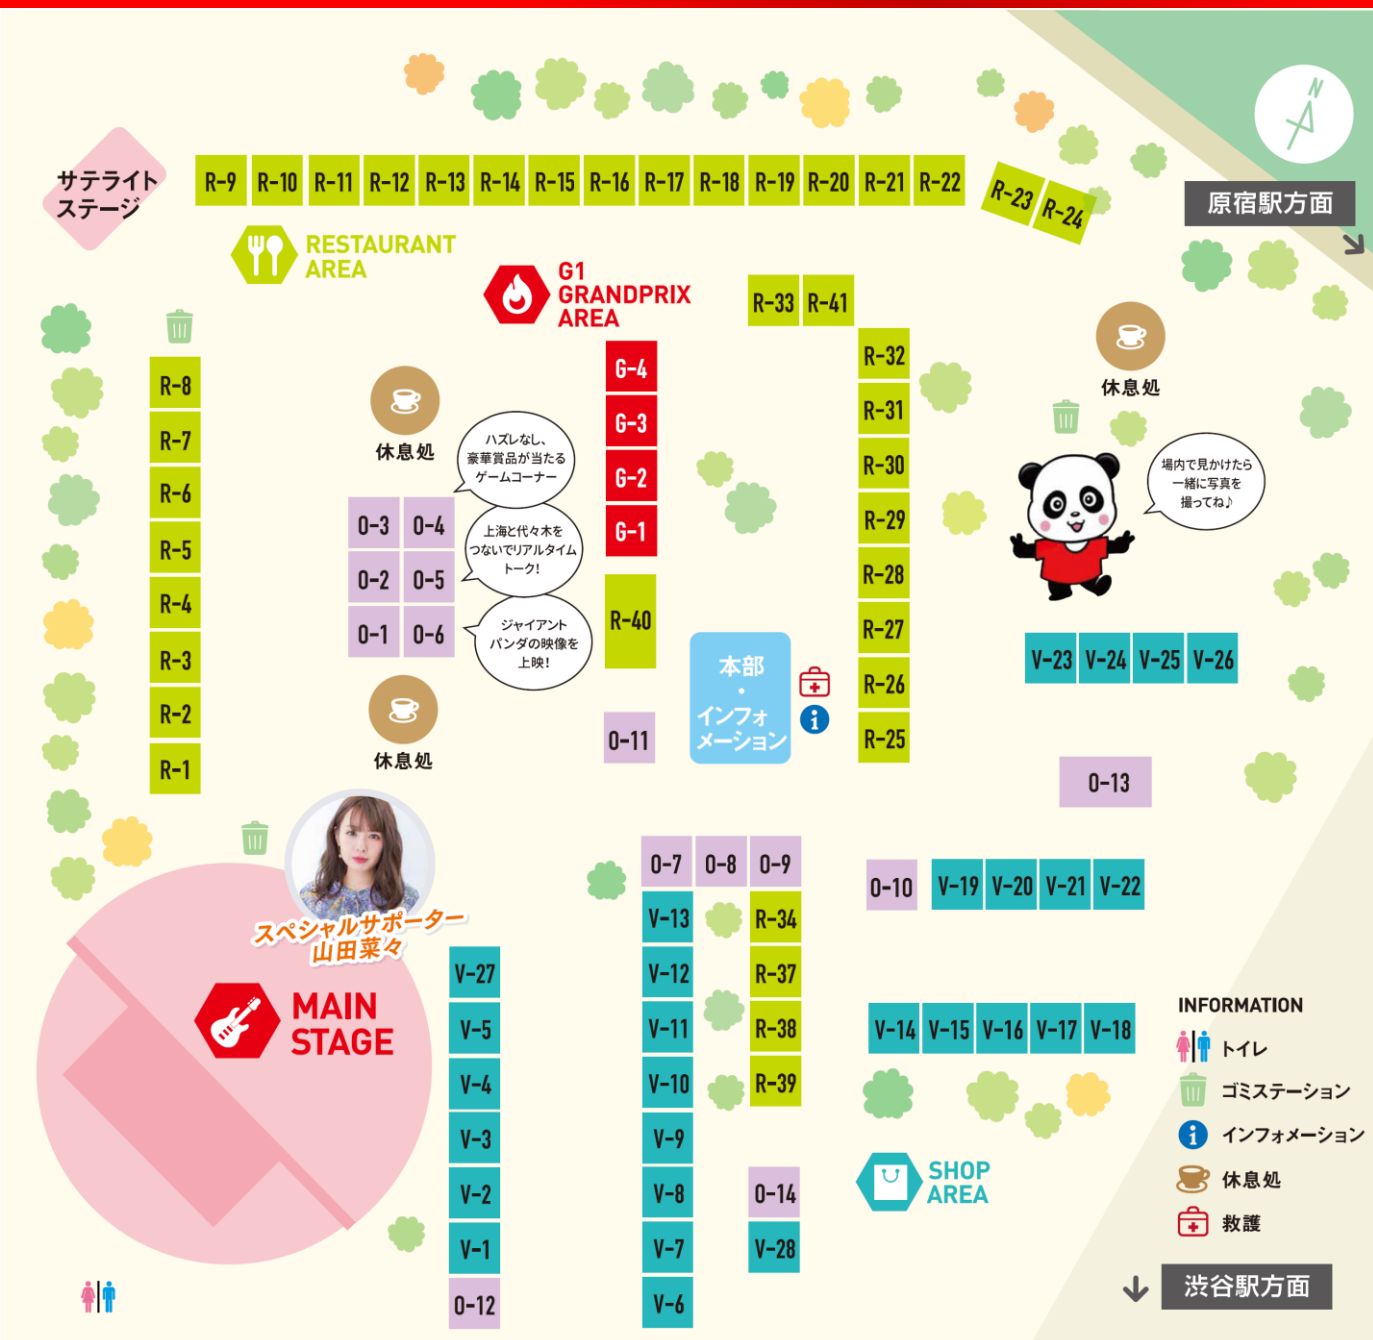 N
原宿駅方面
サテライト
ステージ
R-9 R-10 R-11 R-12 R-13 R-14 R-15 R-16 R-17 R-18 R-19 R-20 R-21 R-22
R-23 R-24
RESTAURANT
AREA
G1
GRANDPRIX
AREA
R-33 R-41
R-8
R-7
R-6
R-5
R-4
R-3
R-2
R-1
休息処
ハズレなし、
豪華賞品が当たる
ゲームコーナー
O-3 O-4
上海と代々木を
つないでリアルタイム
トーク!
O-2 O-5
O-1 O-6
ジャイアント
パンダの映像を
上映!
休息処
G-4
G-3
G-2
G-1
R-40
O-11
本部
・
インフォ
メーション
R-32
R-31
R-30
R-29
R-28
R-27
R-26
R-25
休息処
場内で見かけたら
一緒に写真を
撮ってね♪
V-23 V-24 V-25 V-26
O-13
スペシャルサポーター
山田菜々
MAIN
STAGE
V-27
V-5
V-4
V-3
V-2
V-1
O-12
O-7 O-8 O-9
V-13
V-12
V-11
V-10
V-9
V-8
V-7
V-6
R-34
R-37
R-38
R-39
O-14
V-28
O-10 V-19 V-20 V-21 V-22
V-14 V-15 V-16 V-17 V-18
SHOP
AREA
INFORMATION
トイレ
ゴミステーション
インフォメーション
休息処
救護
渋谷駅方面